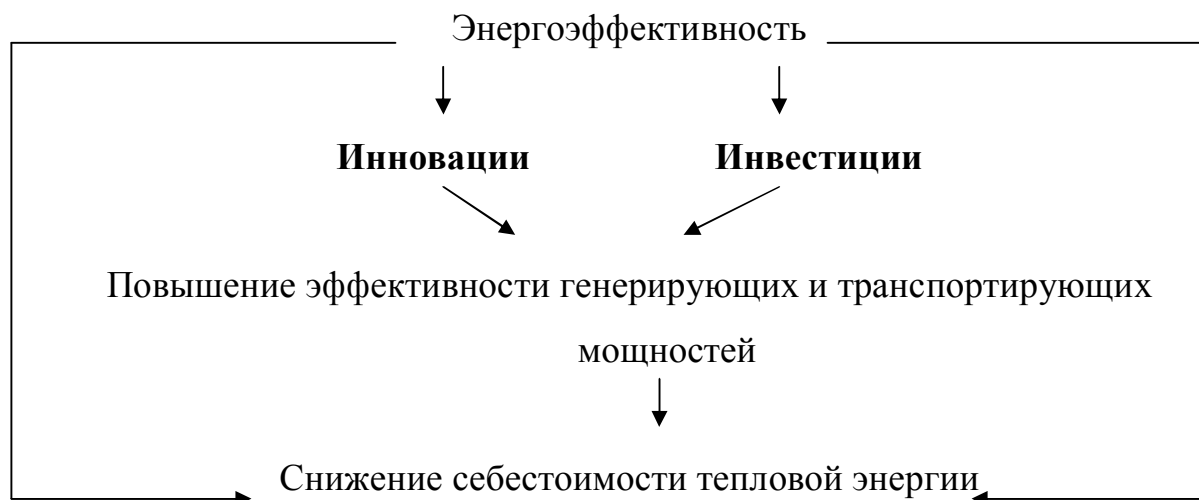 Энергоэффективность
Инновации Инвестиции
Повышение эффективности генерирующих и транспортирующих
мощностей
Снижение себестоимости тепловой энергии